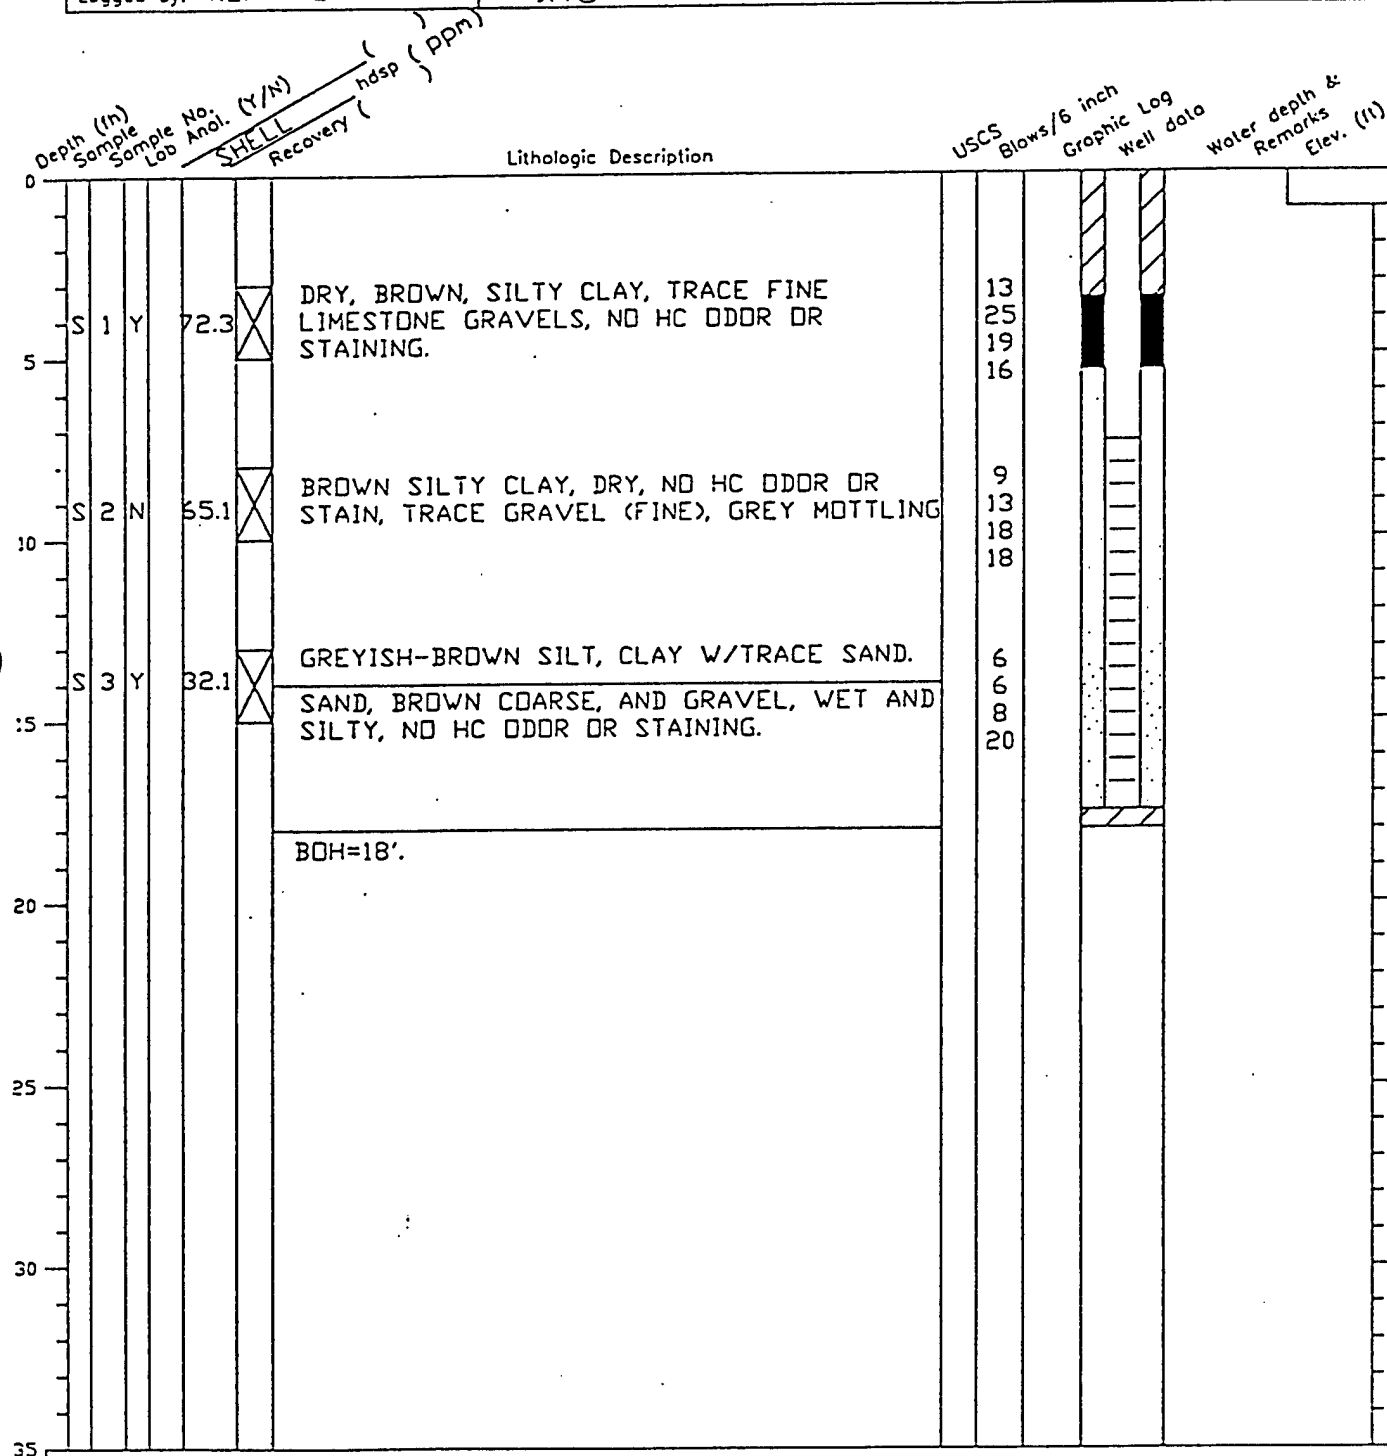 Logged by:
Depth (fn)
Sample
Sample No.
Lab Anal. (Y/N)
( )
SHELL hdsp (ppm)
Recovery ( )
Lithologic Description
USCS
Blows/6 inch
Graphic Log
Well data
Water depth &
Remarks
Elev. (ft)
0
DRY, BROWN, SILTY CLAY, TRACE FINE
LIMESTONE GRAVELS, NO HC ODOR OR
STAINING.
S 1 Y 72.3
13
25
19
16
5
BROWN SILTY CLAY, DRY, NO HC ODOR OR
STAIN, TRACE GRAVEL (FINE), GREY MOTTLING
S 2 N 65.1
9
13
18
18
10
GREYISH-BROWN SILT, CLAY W/TRACE SAND.
S 3 Y 32.1
SAND, BROWN COARSE, AND GRAVEL, WET AND
SILTY, NO HC ODOR OR STAINING.
6
6
8
20
15
BOH=18'.
20
25
30
35